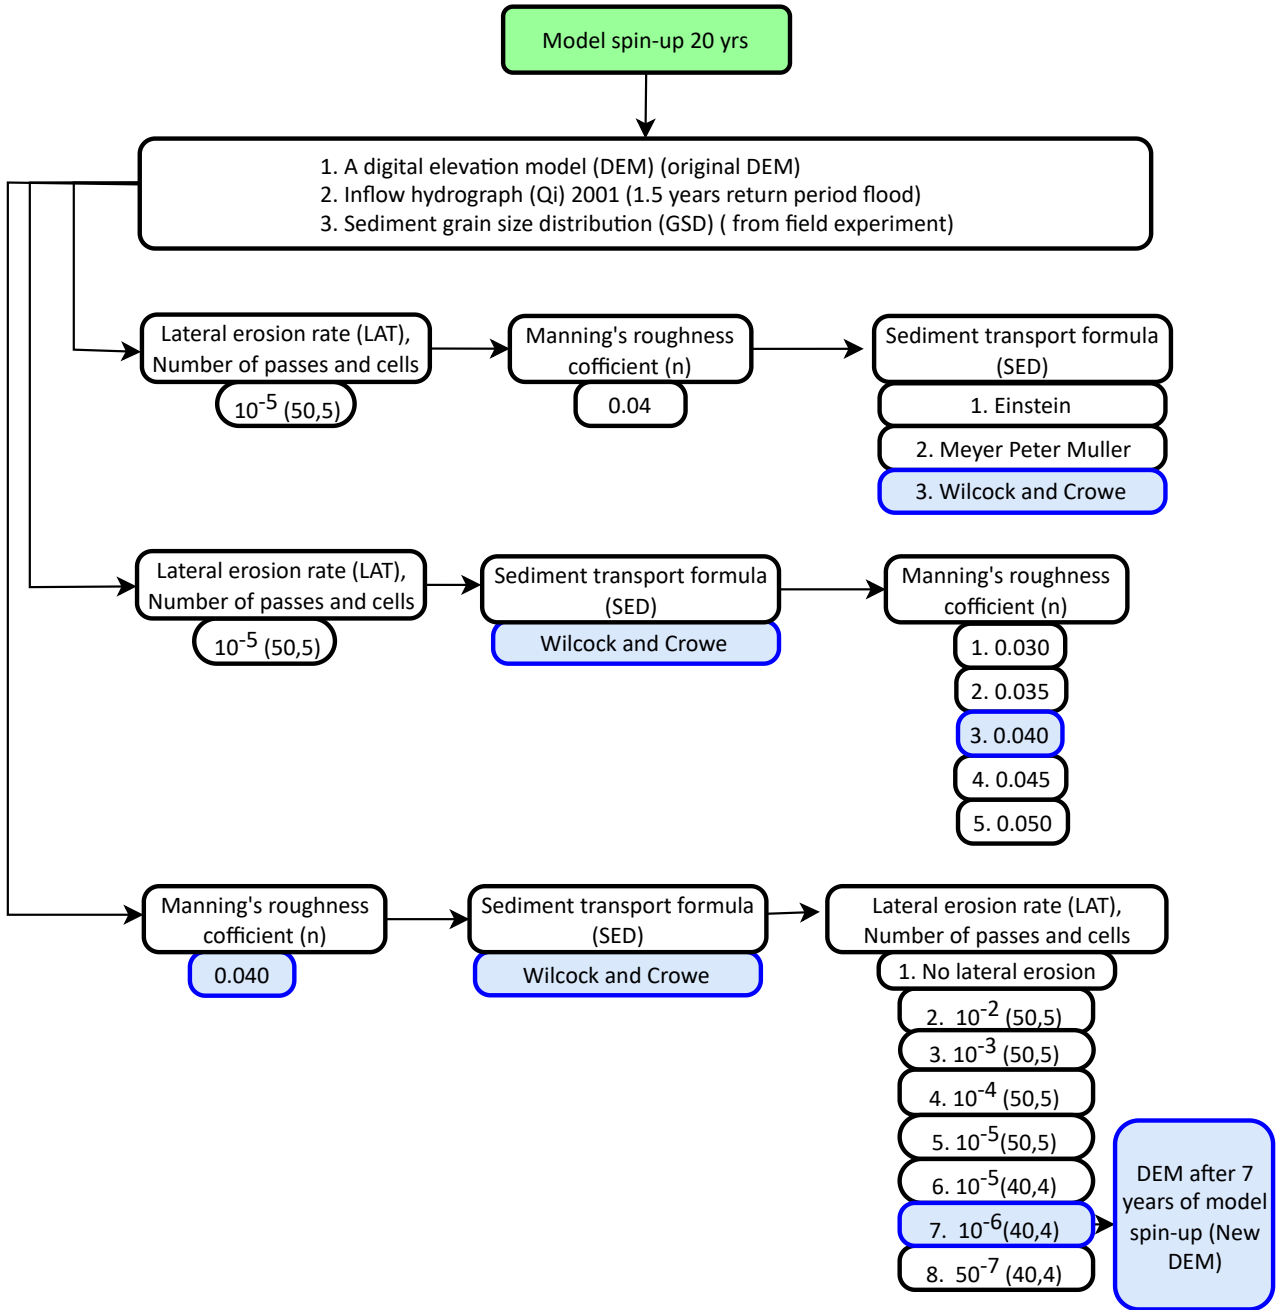 Model spin-up 20 yrs
1. A digital elevation model (DEM) (original DEM)
2. Inflow hydrograph (Qi) 2001 (1.5 years return period flood)
3. Sediment grain size distribution (GSD) ( from field experiment)
Lateral erosion rate (LAT),
Number of passes and cells
10⁻⁵ (50,5)
Manning's roughness
cofficient (n)
0.04
Sediment transport formula
(SED)
1. Einstein
2. Meyer Peter Muller
3. Wilcock and Crowe
Lateral erosion rate (LAT),
Number of passes and cells
10⁻⁵ (50,5)
Sediment transport formula
(SED)
Wilcock and Crowe
Manning's roughness
cofficient (n)
1. 0.030
2. 0.035
3. 0.040
4. 0.045
5. 0.050
Manning's roughness
cofficient (n)
0.040
Sediment transport formula
(SED)
Wilcock and Crowe
Lateral erosion rate (LAT),
Number of passes and cells
1. No lateral erosion
2. 10⁻² (50,5)
3. 10⁻³ (50,5)
4. 10⁻⁴ (50,5)
5. 10⁻⁵(50,5)
6. 10⁻⁵(40,4)
7. 10⁻⁶(40,4)
8. 50⁻⁷ (40,4)
DEM after 7
years of model
spin-up (New
DEM)